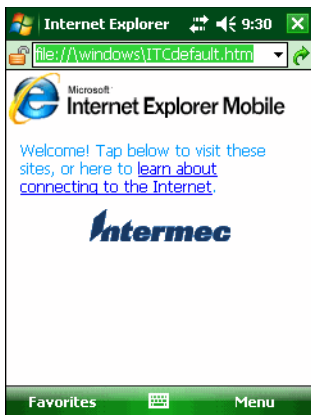 Internet Explorer 9:30
file://\windows\ITCdefault.htm
Microsoft
Internet Explorer Mobile
Welcome! Tap below to visit these
sites, or here to learn about
connecting to the Internet.
Intermec
Favorites Menu